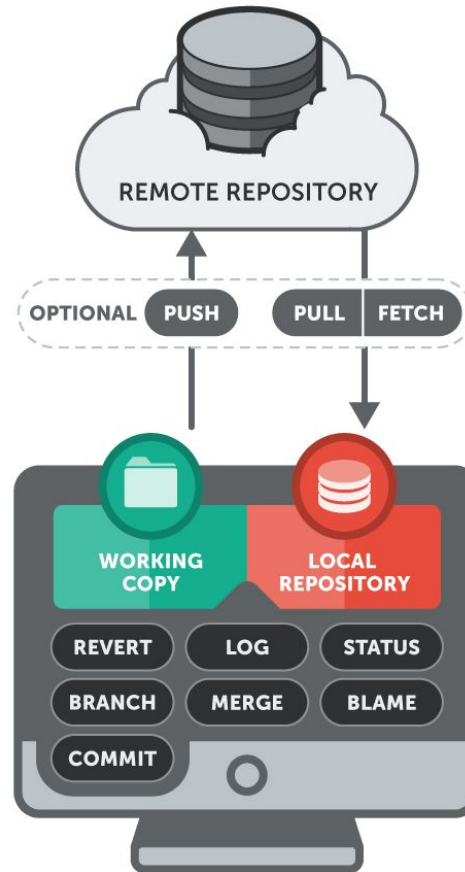 REMOTE REPOSITORY
OPTIONAL PUSH PULL FETCH
WORKING
COPY
LOCAL
REPOSITORY
REVERT LOG STATUS
BRANCH MERGE BLAME
COMMIT